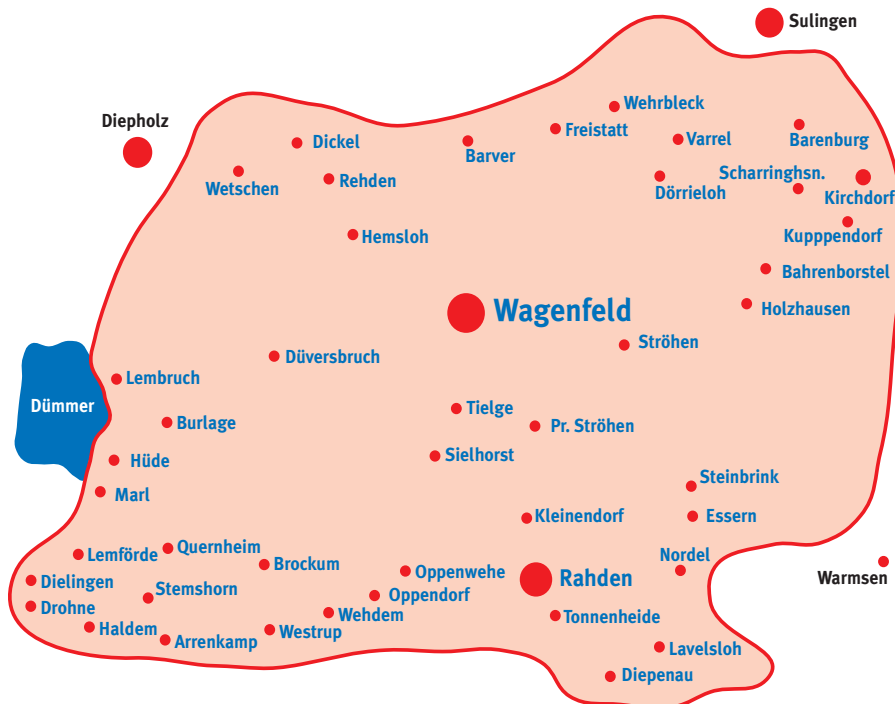 Sulingen
Wehrbleck
Diepholz
Freistatt
Varrel
Barenburg
Dickel
Barver
Scharringhsn.
Wetschen
Rehden
Dörrieloh
Kirchdorf
Hemsloh
Kupppendorf
Bahrenborstel
Wagenfeld
Holzhausen
Ströhen
Düversbruch
Lembruch
Dümmer
Tielge
Burlage
Pr. Ströhen
Hüde
Sielhorst
Steinbrink
Marl
Kleinendorf
Essern
Quernheim
Lemförde
Nordel
Brockum
Oppenwehe
Rahden
Warmsen
Dielingen
Stemshorn
Oppendorf
Drohne
Wehdem
Tonnenheide
Haldem
Westrup
Arrenkamp
Lavelsloh
Diepenau